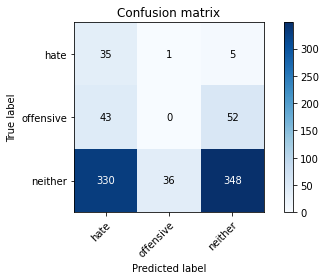 Confusion matrix
hate 35 1 5
offensive 43 0 52
neither 330 36 348
hate offensive neither
True label
Predicted label
300
250
200
150
100
50
0